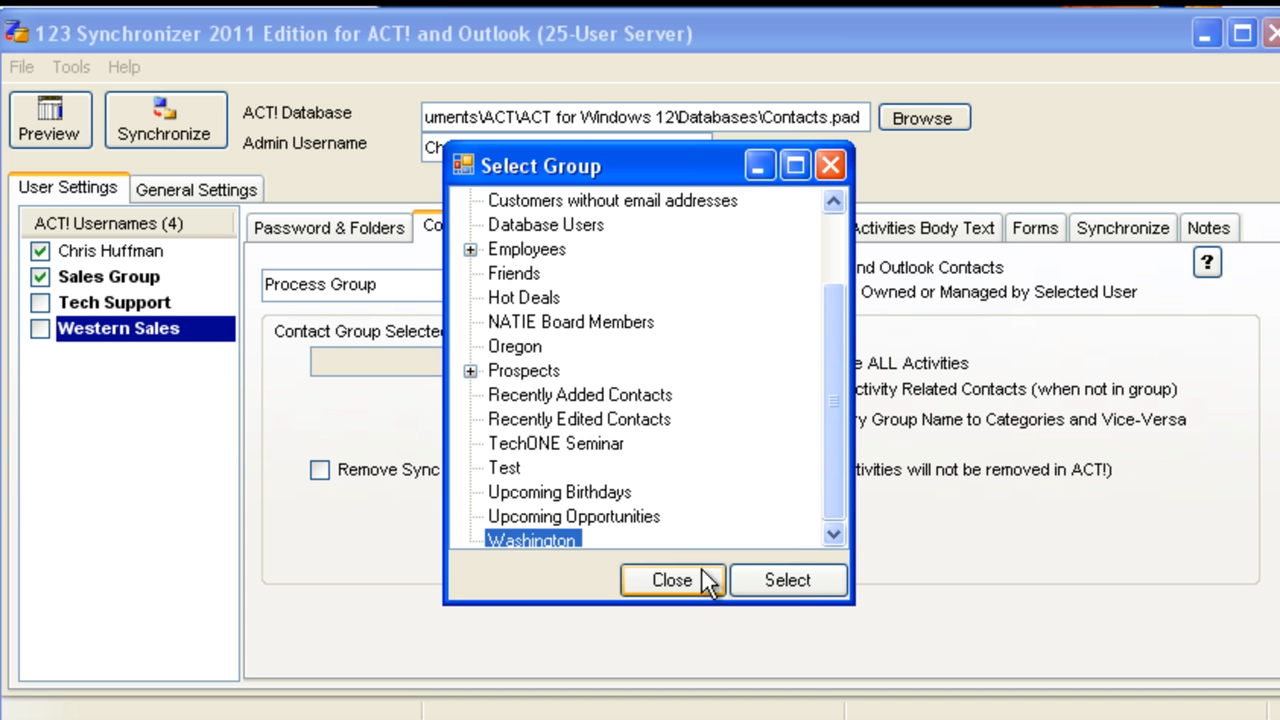 123 Synchronizer 2011 Edition for ACT! and Outlook (25-User Server)
File Tools Help
Preview
Synchronize
ACT! Database
uments\ACT\ACT for Windows 12\Databases\Contacts.pad
Browse
Admin Username
Ch
User Settings
General Settings
ACT! Usernames (4)
Chris Huffman
Sales Group
Tech Support
Western Sales
Password & Folders
Co
Activities Body Text
Forms
Synchronize
Notes
Process Group
nd Outlook Contacts
?
Owned or Managed by Selected User
Contact Group Selected
e ALL Activities
ctivity Related Contacts (when not in group)
ry Group Name to Categories and Vice-Versa
Remove Sync
tivities will not be removed in ACT!)
Select Group
Customers without email addresses
Database Users
Employees
Friends
Hot Deals
NATIE Board Members
Oregon
Prospects
Recently Added Contacts
Recently Edited Contacts
TechONE Seminar
Test
Upcoming Birthdays
Upcoming Opportunities
Washington
Close
Select